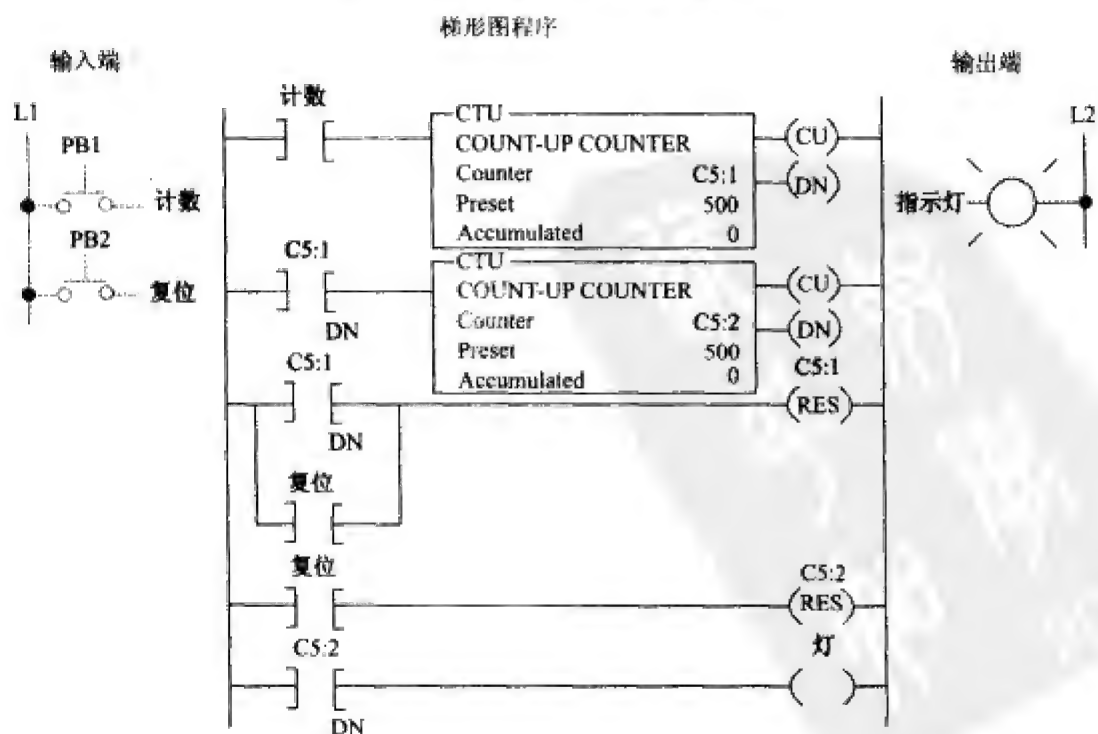 梯形图程序
输入端
输出端
L1
L2
PB1
计数
PB2
复位
计数
CTU
COUNT-UP COUNTER
Counter C5:1
Preset 500
Accumulated 0
CU
DN
指示灯
C5:1
DN
CTU
COUNT-UP COUNTER
Counter C5:2
Preset 500
Accumulated 0
CU
DN
C5:1
DN
复位
C5:1
RES
复位
C5:2
RES
C5:2
DN
灯